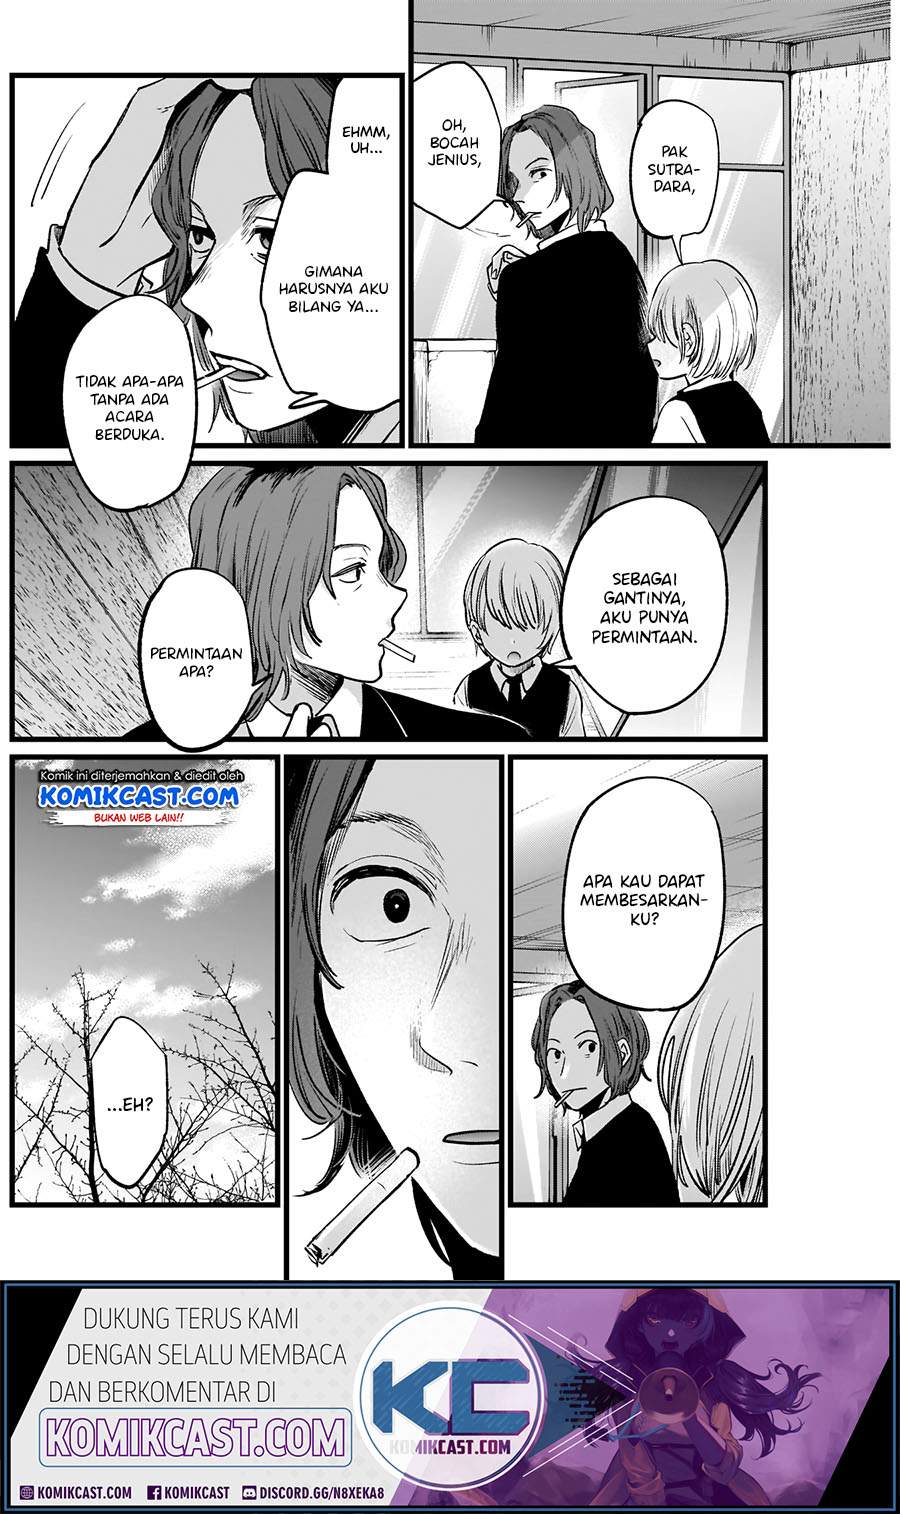 PAK
SUTRA-
DARA,
OH,
BOCAH
JENIUS,
EHMM,
UH...
GIMANA
HARUSNYA AKU
BILANG YA...
TIDAK APA-APA
TANPA ADA
ACARA
BERDUKA.
SEBAGAI
GANTINYA,
AKU PUNYA
PERMINTAAN.
PERMINTAAN
APA?
APA KAU DAPAT
MEMBESARKAN-
KU?
Komik ini diterjemahkan & diedit oleh
KOMIKCAST.COM
BUKAN WEB LAIN!!
...EH?
DUKUNG TERUS KAMI
DENGAN SELALU MEMBACA
DAN BERKOMENTAR DI
KOMIKCAST.COM
KC
KOMIKCAST.COM
KOMIKCAST.COM KOMIKCAST DISCORD.GG/N8XEKA8